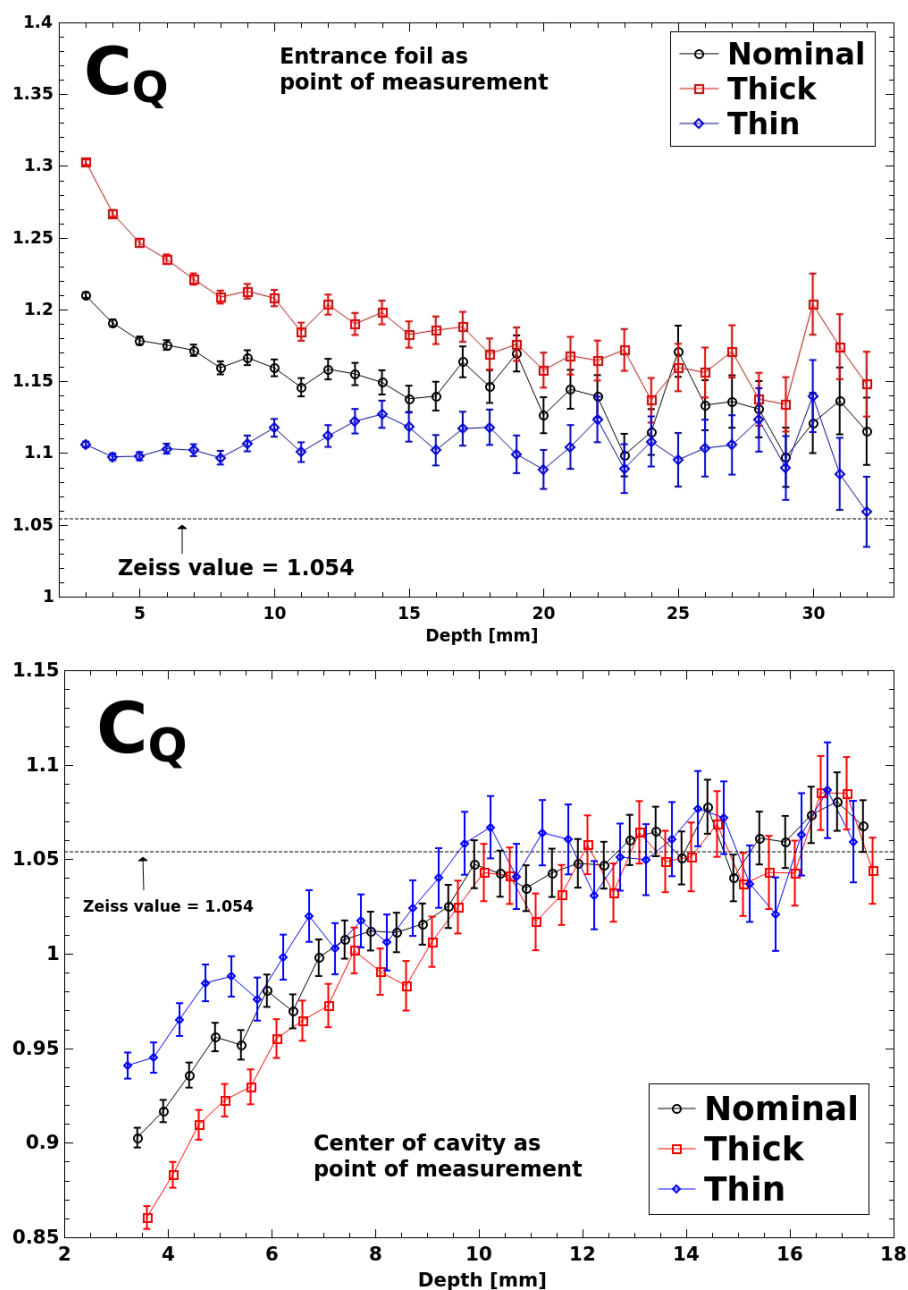 1.4
1.35
1.3
1.25
1.2
1.15
1.1
1.05
1
CQ
Entrance foil as
point of measurement
Nominal
Thick
Thin
Zeiss value = 1.054
5 10 15 20 25 30
Depth [mm]
1.15
1.1
1.05
1
0.95
0.9
0.85
CQ
Zeiss value = 1.054
Center of cavity as
point of measurement
Nominal
Thick
Thin
2 4 6 8 10 12 14 16 18
Depth [mm]